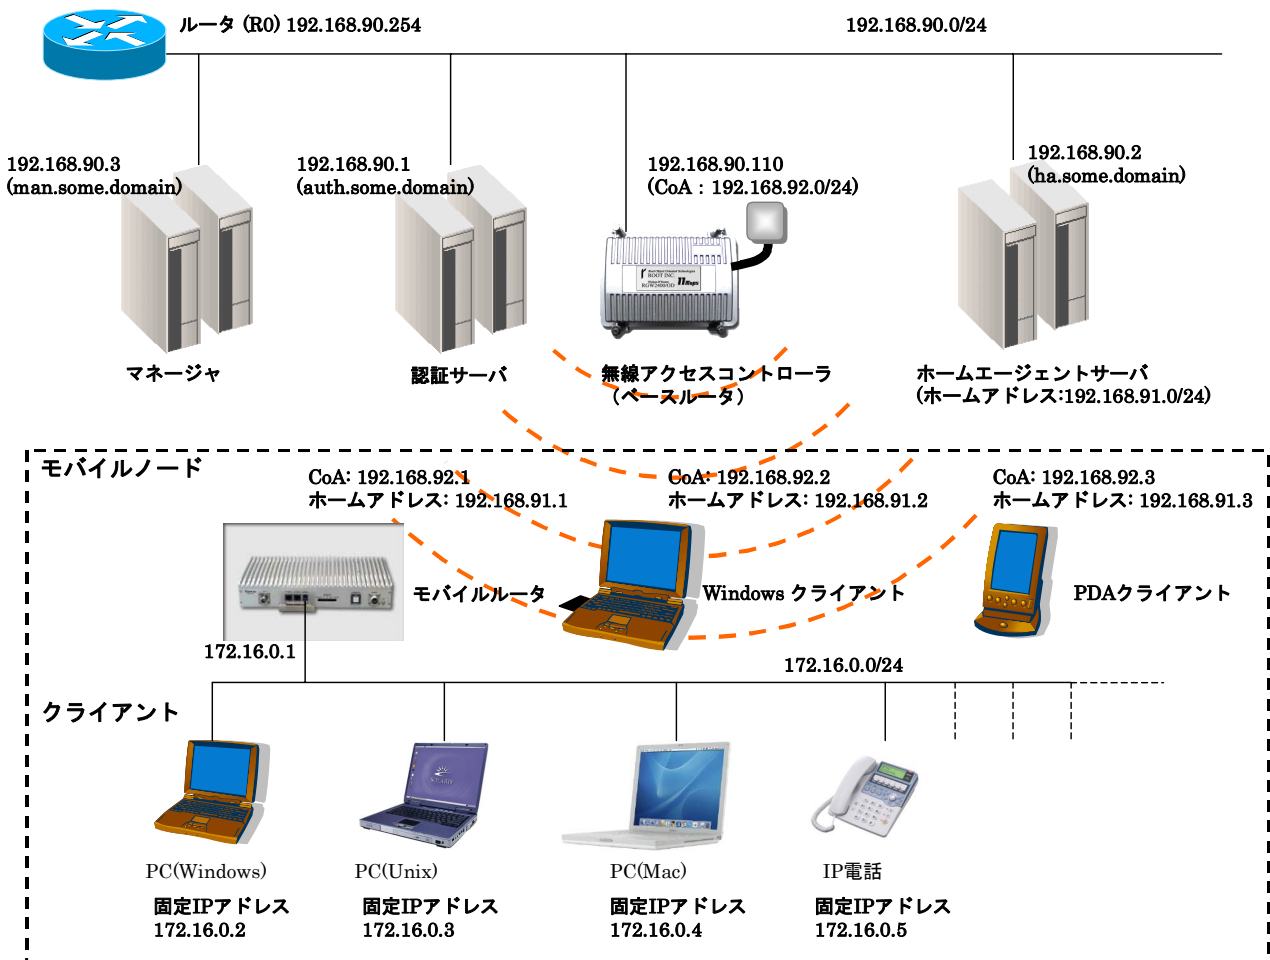 ルータ (R0) 192.168.90.254
192.168.90.0/24
192.168.90.3
(man.some.domain)
192.168.90.1
(auth.some.domain)
192.168.90.110
(CoA : 192.168.92.0/24)
192.168.90.2
(ha.some.domain)
ROOT INC
RGW2400/OD
11Mbps
マネージャ
認証サーバ
無線アクセスコントローラ
(ベースルータ)
ホームエージェントサーバ
(ホームアドレス:192.168.91.0/24)
モバイルノード
CoA: 192.168.92.1
ホームアドレス: 192.168.91.1
CoA: 192.168.92.2
ホームアドレス: 192.168.91.2
CoA: 192.168.92.3
ホームアドレス: 192.168.91.3
モバイルルータ
Windows クライアント
PDAクライアント
172.16.0.1
172.16.0.0/24
クライアント
SOLARIS
PC(Windows)
PC(Unix)
PC(Mac)
IP電話
固定IPアドレス
172.16.0.2
固定IPアドレス
172.16.0.3
固定IPアドレス
172.16.0.4
固定IPアドレス
172.16.0.5